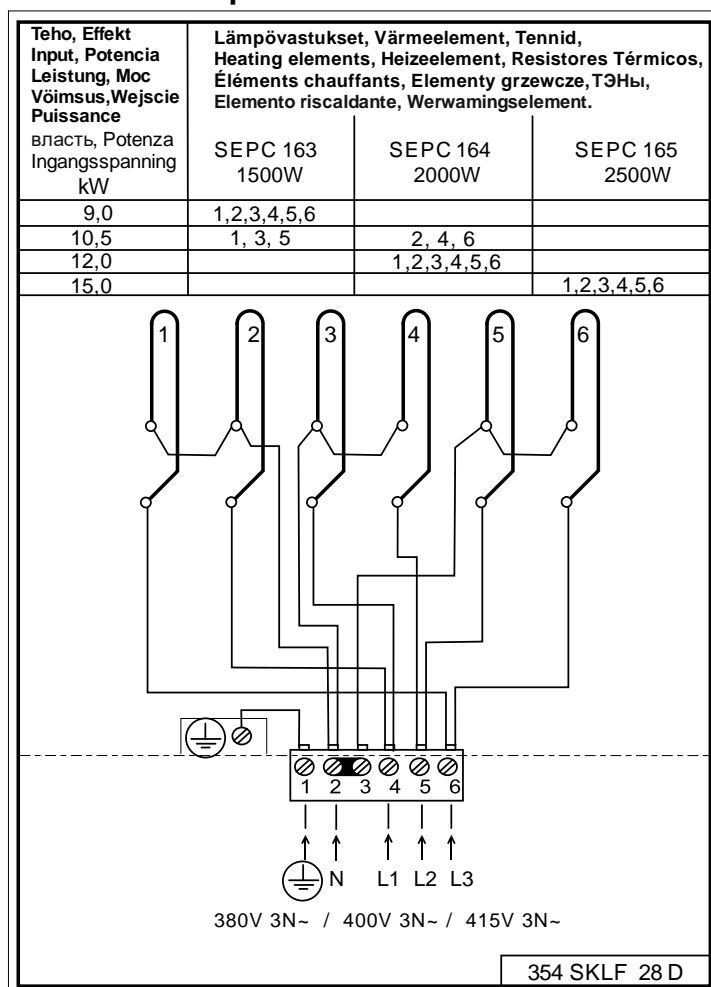 Teho, Effekt
Input, Potencia
Leistung, Moc
Vöimsus,Wejscie
Puissance
власть, Potenza
Ingangsspanning
kW
Lämpövastukset, Värmeelement, Tennid,
Heating elements, Heizeelement, Resistores Térmicos,
Éléments chauffants, Elementy grzewcze,ТЭНы,
Elemento riscaldante, Werwamingselement.
SEPC 163
1500W
SEPC 164
2000W
SEPC 165
2500W
9,0 1,2,3,4,5,6
10,5 1, 3, 5 2, 4, 6
12,0 1,2,3,4,5,6
15,0 1,2,3,4,5,6
1 2 3 4 5 6
1 2 3 4 5 6
N L1 L2 L3
380V 3N~ / 400V 3N~ / 415V 3N~
354 SKLF 28 D